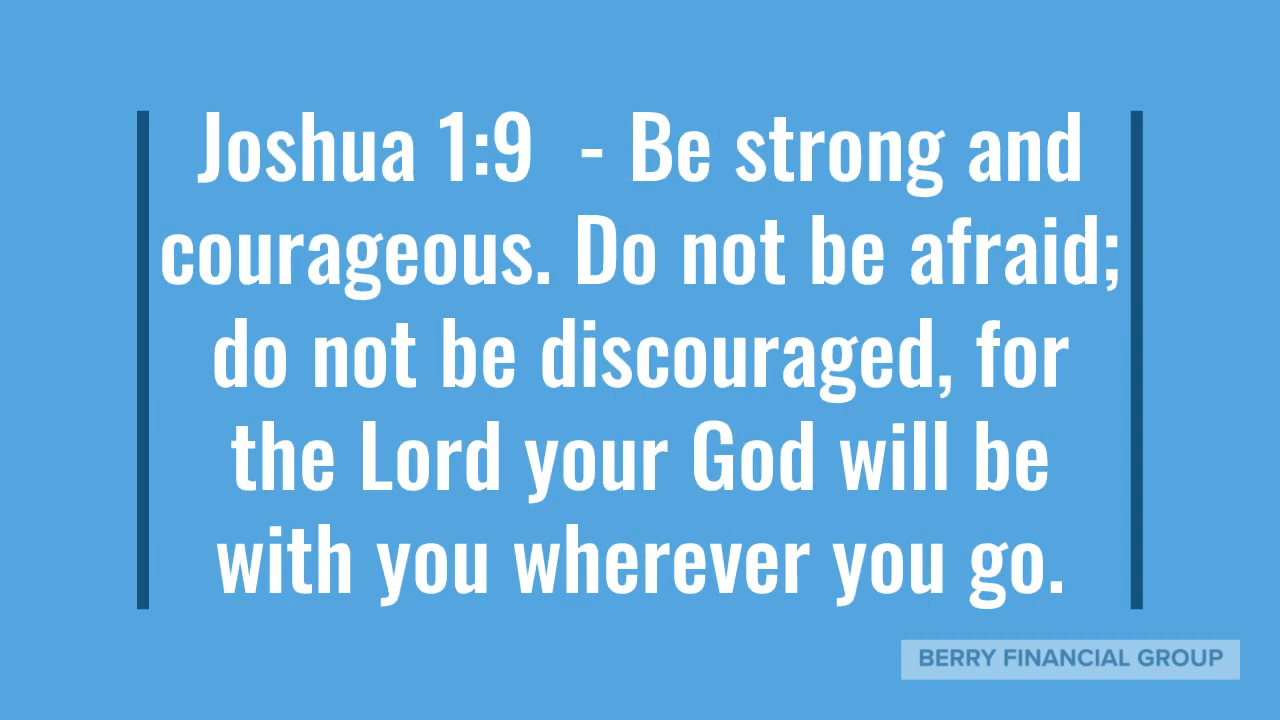 Joshua 1:9  - Be strong and
courageous. Do not be afraid;
do not be discouraged, for
the Lord your God will be
with you wherever you go.
BERRY FINANCIAL GROUP